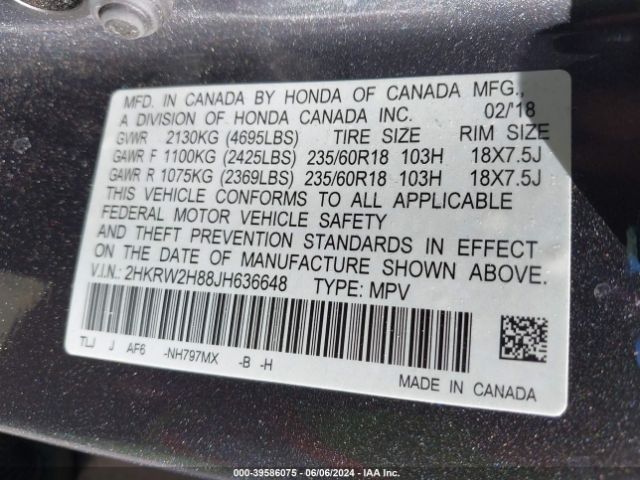 MFD. IN CANADA BY HONDA OF CANADA MFG.,
A DIVISION OF HONDA CANADA INC. 02/'18
GVWR 2130KG (4695LBS) TIRE SIZE RIM SIZE
GAWR F 1100KG (2425LBS) 235/60R18 103H 18X7.5J
GAWR R 1075KG (2369LBS) 235/60R18 103H 18X7.5J
THIS VEHICLE CONFORMS TO ALL APPLICABLE
FEDERAL MOTOR VEHICLE SAFETY
AND THEFT PREVENTION STANDARDS IN EFFECT
ON THE DATE OF MANUFACTURE SHOWN ABOVE.
V.I.N.: 2HKRW2H88JH636648 TYPE: MPV
TLJ J AF6 -NH797MX -B -H
MADE IN CANADA
000-39586075 | 06/06/2024 | IAA Inc.